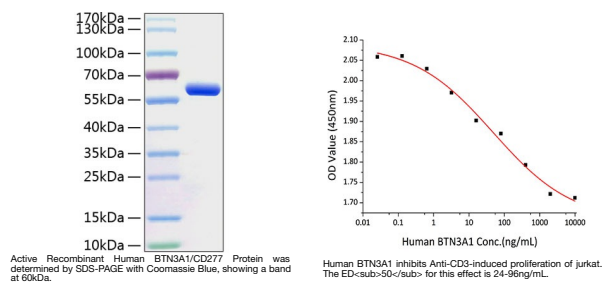 170kDa
130kDa
100kDa
70kDa
55kDa
40kDa
35kDa
25kDa
15kDa
10kDa
Active Recombinant Human BTN3A1/CD277 Protein was
determined by SDS-PAGE with Coomassie Blue, showing a band
at 60kDa.
2.10
2.05
2.00
1.95
1.90
1.85
1.80
1.75
1.70
OD Value (450nm)
0.01 0.1 1 10 100 1000 10000
Human BTN3A1 Conc.(ng/mL)
Human BTN3A1 inhibits Anti-CD3-induced proliferation of jurkat.
The ED<sub>50</sub> for this effect is 24-96ng/mL.